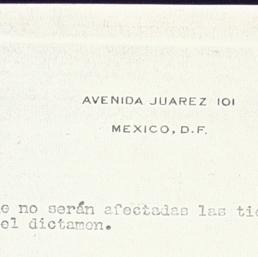 AVENIDA JUAREZ 101
MEXICO, D.F.
no serán afectadas las
el dictamen.